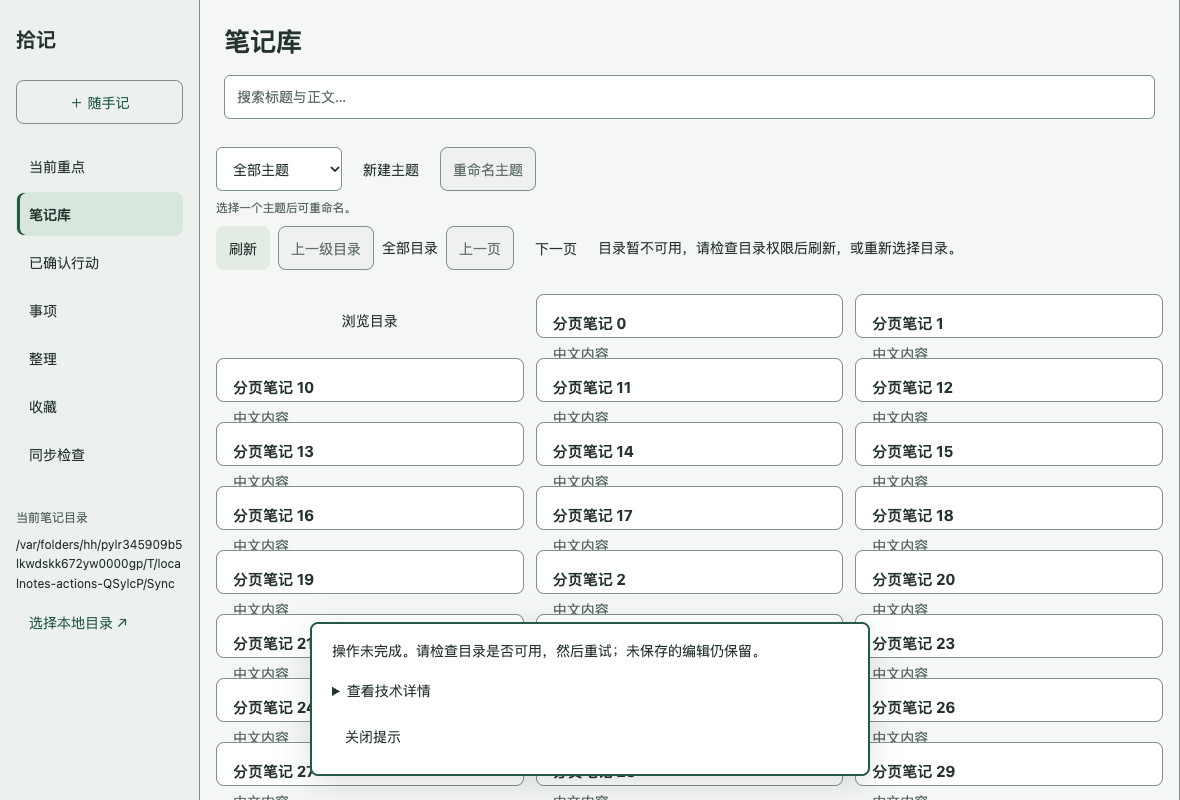 拾记
＋ 随手记
当前重点
笔记库
已确认行动
事项
整理
收藏
同步检查
当前笔记目录
/var/folders/hh/pylr345909b5
lkwdskk672yw0000gp/T/loca
lnotes-actions-QSylcP/Sync
选择本地目录 ↗
笔记库
搜索标题与正文...
全部主题 新建主题 重命名主题
选择一个主题后可重命名。
刷新 上一级目录 全部目录 上一页 下一页 目录暂不可用，请检查目录权限后刷新，或重新选择目录。
浏览目录 分页笔记 0 分页笔记 1
中文内容 中文内容
分页笔记 10 分页笔记 11 分页笔记 12
中文内容 中文内容 中文内容
分页笔记 13 分页笔记 14 分页笔记 15
中文内容 中文内容 中文内容
分页笔记 16 分页笔记 17 分页笔记 18
中文内容 中文内容 中文内容
分页笔记 19 分页笔记 2 分页笔记 20
中文内容 中文内容 中文内容
分页笔记 21 分页笔记 23
中文内容 中文内容
分页笔记 24 分页笔记 26
中文内容 中文内容
分页笔记 27 分页笔记 29
操作未完成。请检查目录是否可用，然后重试；未保存的编辑仍保留。
▶ 查看技术详情
关闭提示